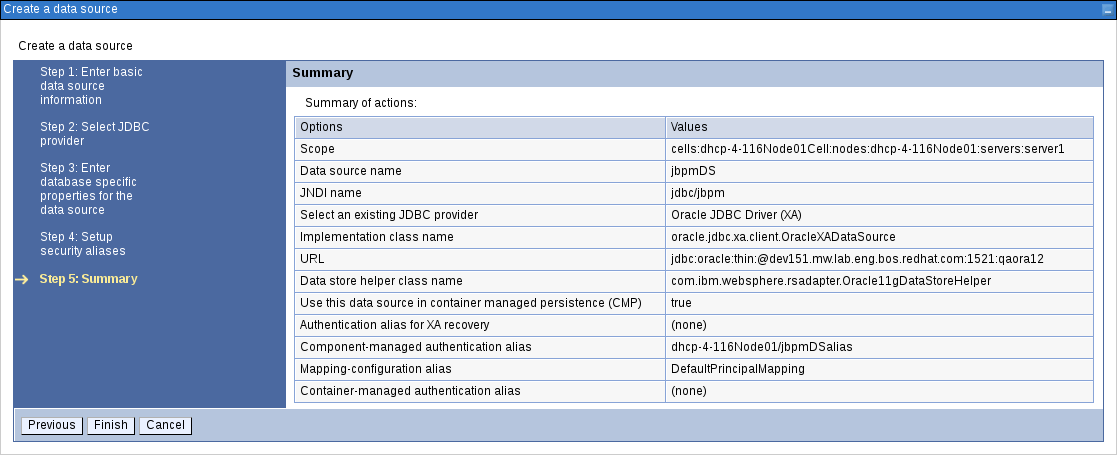 Create a data source
Create a data source
Step 1: Enter basic
data source
information
Step 2: Select JDBC
provider
Step 3: Enter
database specific
properties for the
data source
Step 4: Setup
security aliases
Step 5: Summary
Summary
Summary of actions:
Options Values
Scope cells:dhcp-4-116Node01Cell:nodes:dhcp-4-116Node01:servers:server1
Data source name jbpmDS
JNDI name jdbc/jbpm
Select an existing JDBC provider Oracle JDBC Driver (XA)
Implementation class name oracle.jdbc.xa.client.OracleXADataSource
URL jdbc:oracle:thin:@dev151.mw.lab.eng.bos.redhat.com:1521:qaora12
Data store helper class name com.ibm.websphere.rsadapter.Oracle11gDataStoreHelper
Use this data source in container managed persistence (CMP) true
Authentication alias for XA recovery (none)
Component-managed authentication alias dhcp-4-116Node01/jbpmDSalias
Mapping-configuration alias DefaultPrincipalMapping
Container-managed authentication alias (none)
Previous Finish Cancel